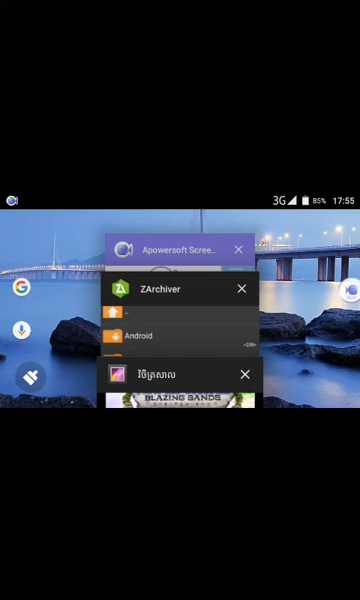 3G 85% 17:55
Apowersoft Scree..
ZArchiver
..
Android
<DIR>
វិចិត្រសាល
BLAZING SANDS